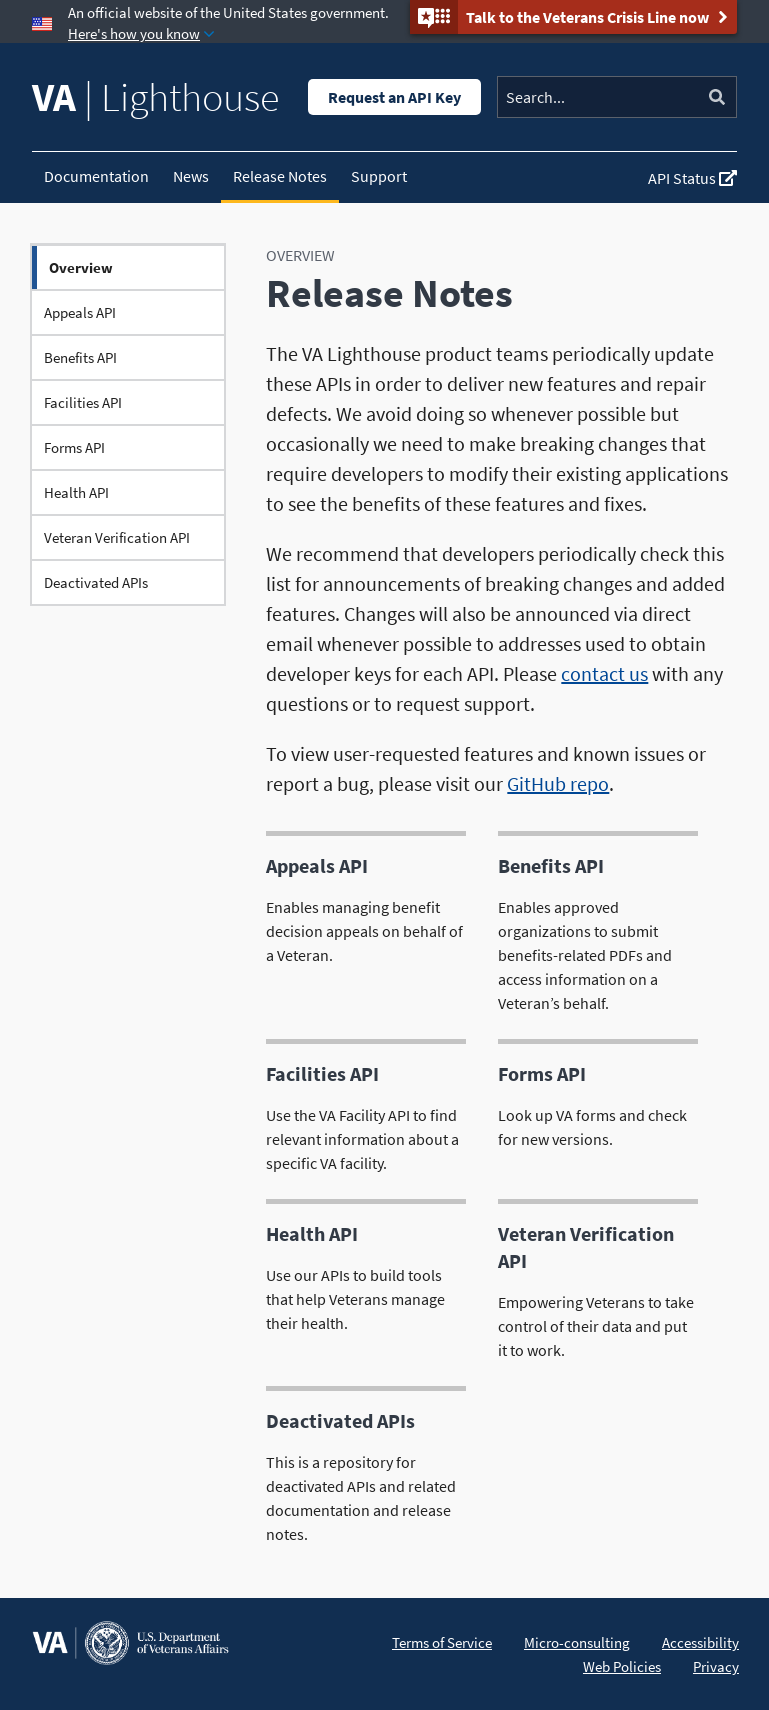 An official website of the United States government.
Here's how you know
Talk to the Veterans Crisis Line now
VA | Lighthouse
Request an API Key
Search...
Documentation
News
Release Notes
Support
API Status
Overview
Appeals API
Benefits API
Facilities API
Forms API
Health API
Veteran Verification API
Deactivated APIs
OVERVIEW
Release Notes
The VA Lighthouse product teams periodically update
these APIs in order to deliver new features and repair
defects. We avoid doing so whenever possible but
occasionally we need to make breaking changes that
require developers to modify their existing applications
to see the benefits of these features and fixes.
We recommend that developers periodically check this
list for announcements of breaking changes and added
features. Changes will also be announced via direct
email whenever possible to addresses used to obtain
developer keys for each API. Please contact us with any
questions or to request support.
To view user-requested features and known issues or
report a bug, please visit our GitHub repo.
Appeals API
Enables managing benefit
decision appeals on behalf of
a Veteran.
Benefits API
Enables approved
organizations to submit
benefits-related PDFs and
access information on a
Veteran’s behalf.
Facilities API
Use the VA Facility API to find
relevant information about a
specific VA facility.
Forms API
Look up VA forms and check
for new versions.
Health API
Use our APIs to build tools
that help Veterans manage
their health.
Veteran Verification
API
Empowering Veterans to take
control of their data and put
it to work.
Deactivated APIs
This is a repository for
deactivated APIs and related
documentation and release
notes.
VA
U.S. Department
of Veterans Affairs
Terms of Service
Micro-consulting
Accessibility
Web Policies
Privacy